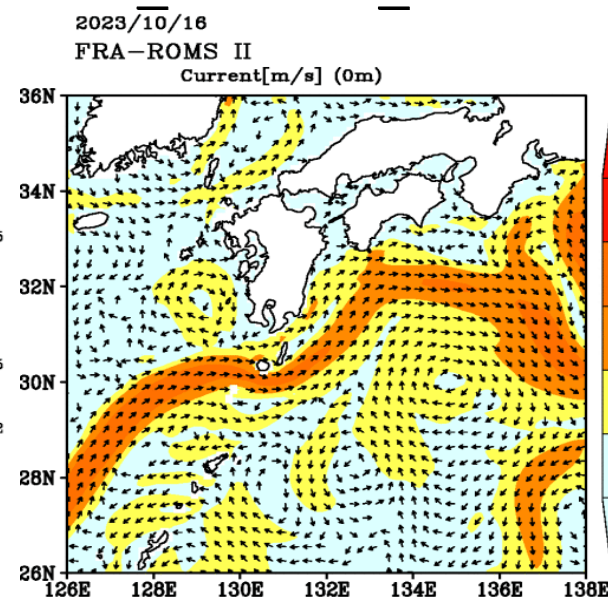 2023/10/16
FRA-ROMS II
Current[m/s] (0m)
36N
34N
32N
30N
28N
26N
126E 128E 130E 132E 134E 136E 138E